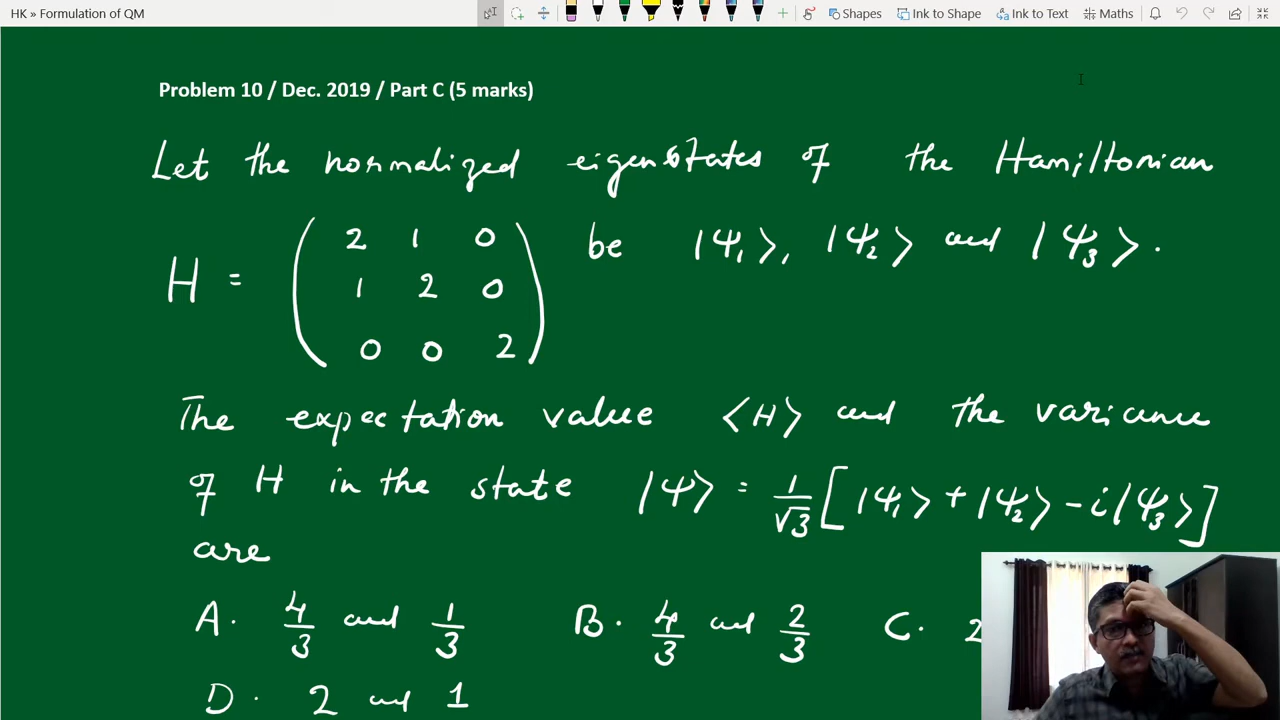 HK » Formulation of QM
Shapes Ink to Shape Ink to Text Maths
Problem 10 / Dec. 2019 / Part C (5 marks)
Let the normalized eigenstates of the Hamiltonian
H = ( 2 1 0
1 2 0
0 0 2 ) be |Ψ₁⟩, |Ψ₂⟩ and |Ψ₃⟩.
The expectation value ⟨H⟩ and the variance
of H in the state |Ψ⟩ = 1/√3 [|Ψ₁⟩ + |Ψ₂⟩ - i|Ψ₃⟩]
are
A. 4/3 and 1/3 B. 4/3 and 2/3 C. 2
D. 2 and 1